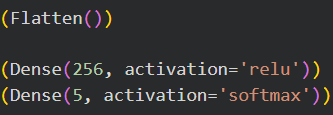 (Flatten())
(Dense(256, activation='relu'))
(Dense(5, activation='softmax'))